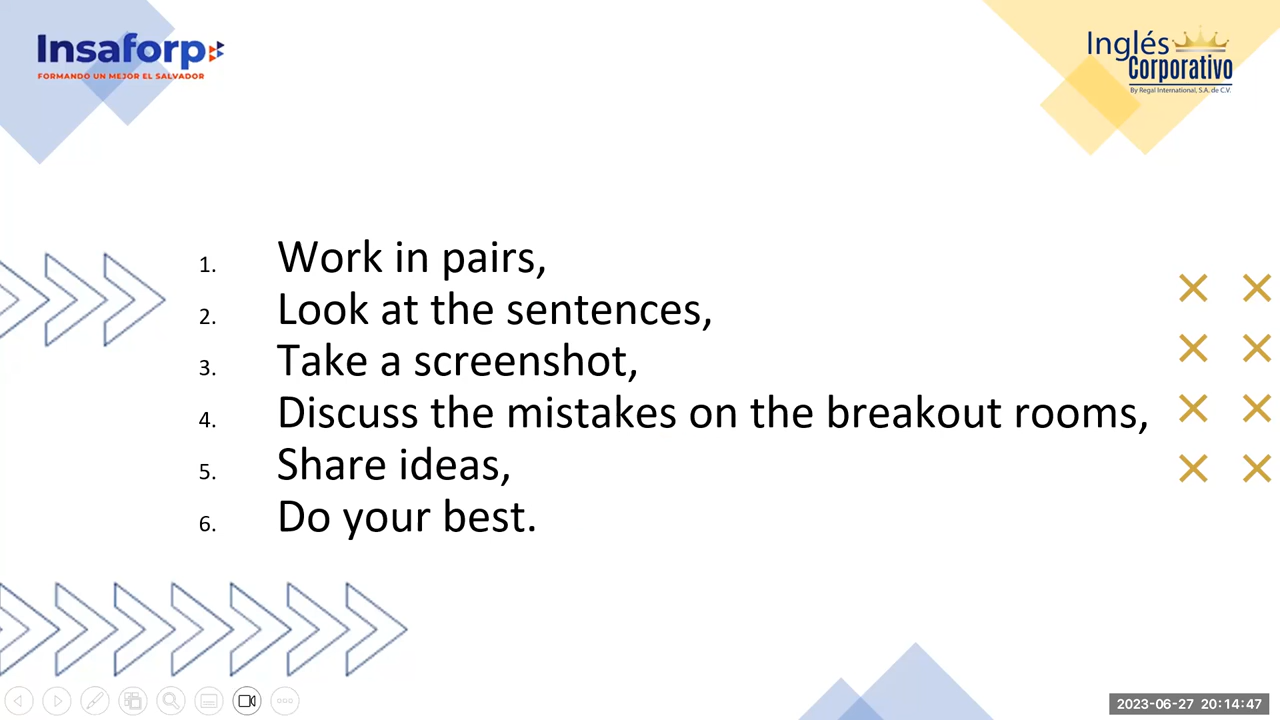 Insaforp
FORMANDO UN MEJOR EL SALVADOR
Inglés
Corporativo
By Regal International, S.A. de C.V.
1. Work in pairs,
2. Look at the sentences,
3. Take a screenshot,
4. Discuss the mistakes on the breakout rooms,
5. Share ideas,
6. Do your best.
2023-06-27 20:14:47